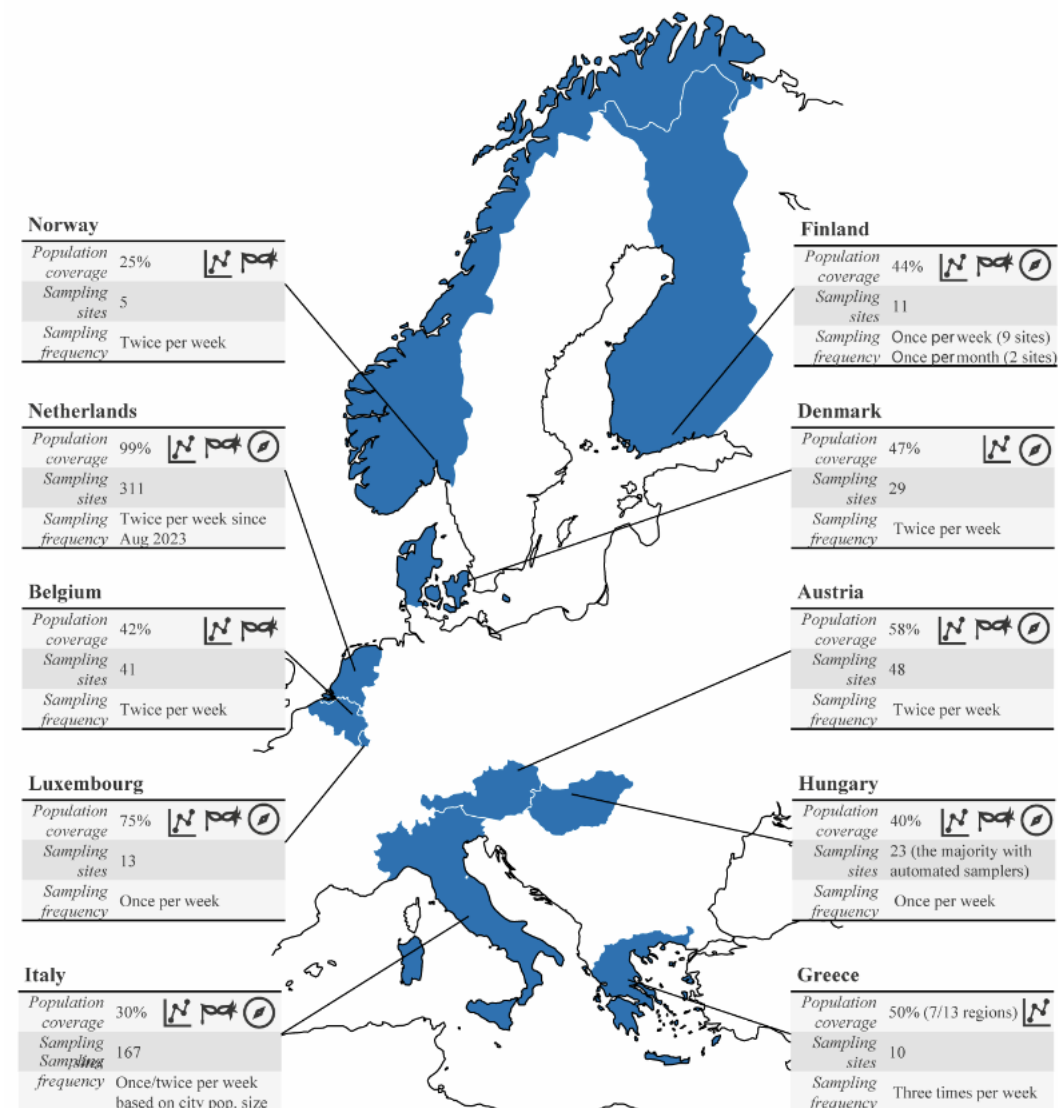 Norway
Population coverage 25%
Sampling sites 5
Sampling frequency Twice per week
Netherlands
Population coverage 99%
Sampling sites 311
Sampling frequency Twice per week since Aug 2023
Belgium
Population coverage 42%
Sampling sites 41
Sampling frequency Twice per week
Luxembourg
Population coverage 75%
Sampling sites 13
Sampling frequency Once per week
Italy
Population coverage 30%
Sampling sites 167
Sampling frequency Once/twice per week based on city pop. size
Finland
Population coverage 44%
Sampling sites 11
Sampling frequency Once per week (9 sites) Once per month (2 sites)
Denmark
Population coverage 47%
Sampling sites 29
Sampling frequency Twice per week
Austria
Population coverage 58%
Sampling sites 48
Sampling frequency Twice per week
Hungary
Population coverage 40%
Sampling sites 23 (the majority with automated samplers)
Sampling frequency Once per week
Greece
Population coverage 50% (7/13 regions)
Sampling sites 10
Sampling frequency Three times per week